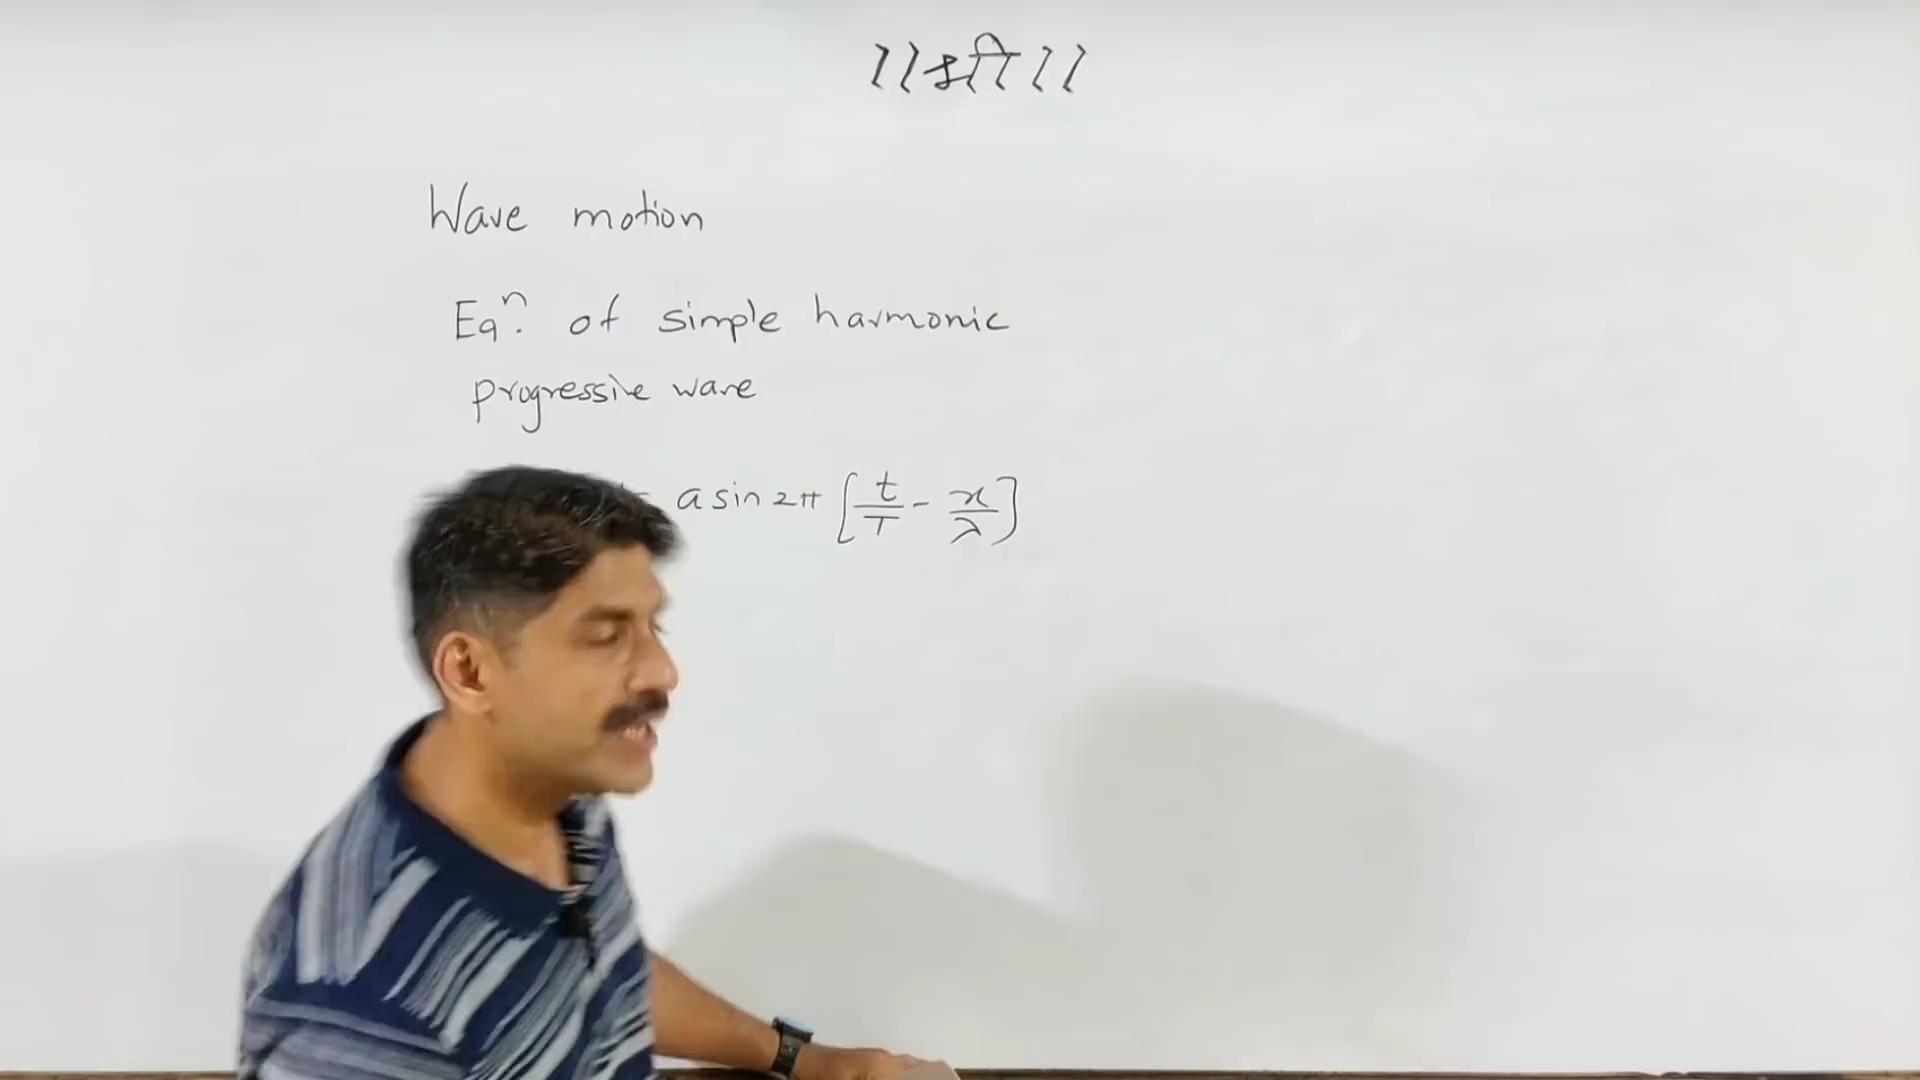 ।।श्री।।
Wave motion
Eqⁿ. of simple harmonic
progressive wave
a sin 2π [t/T - x/λ]